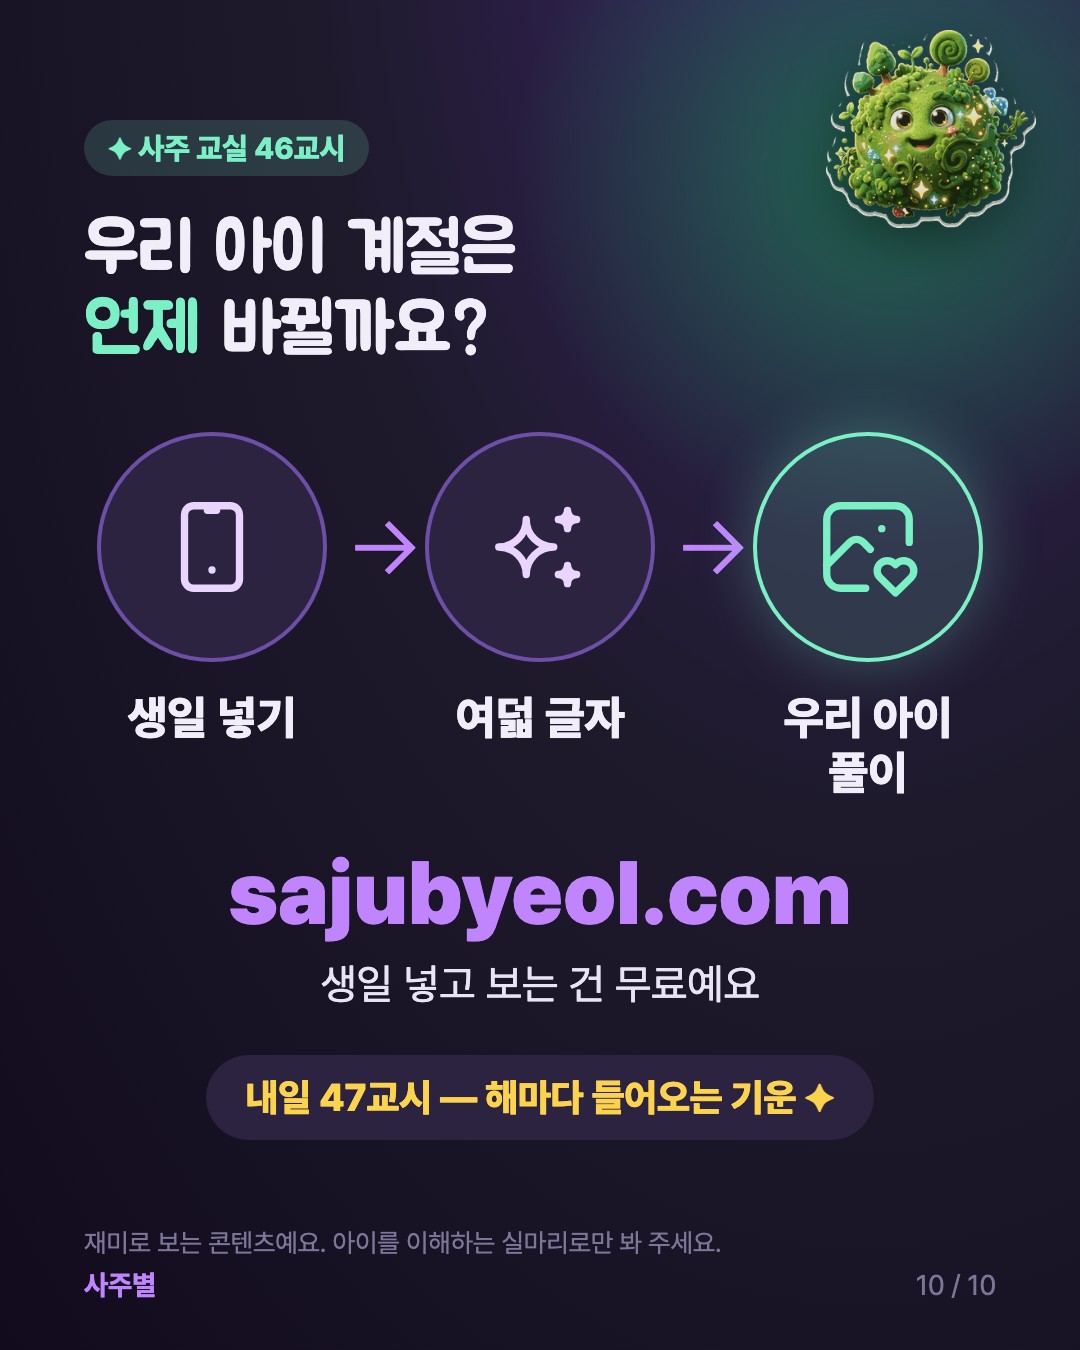 ✦ 사주 교실 46교시
우리 아이 계절은
언제 바뀔까요?
생일 넣기
여덟 글자
우리 아이
풀이
sajubyeol.com
생일 넣고 보는 건 무료예요
내일 47교시 — 해마다 들어오는 기운 ✦
재미로 보는 콘텐츠예요. 아이를 이해하는 실마리로만 봐 주세요.
사주별
10 / 10